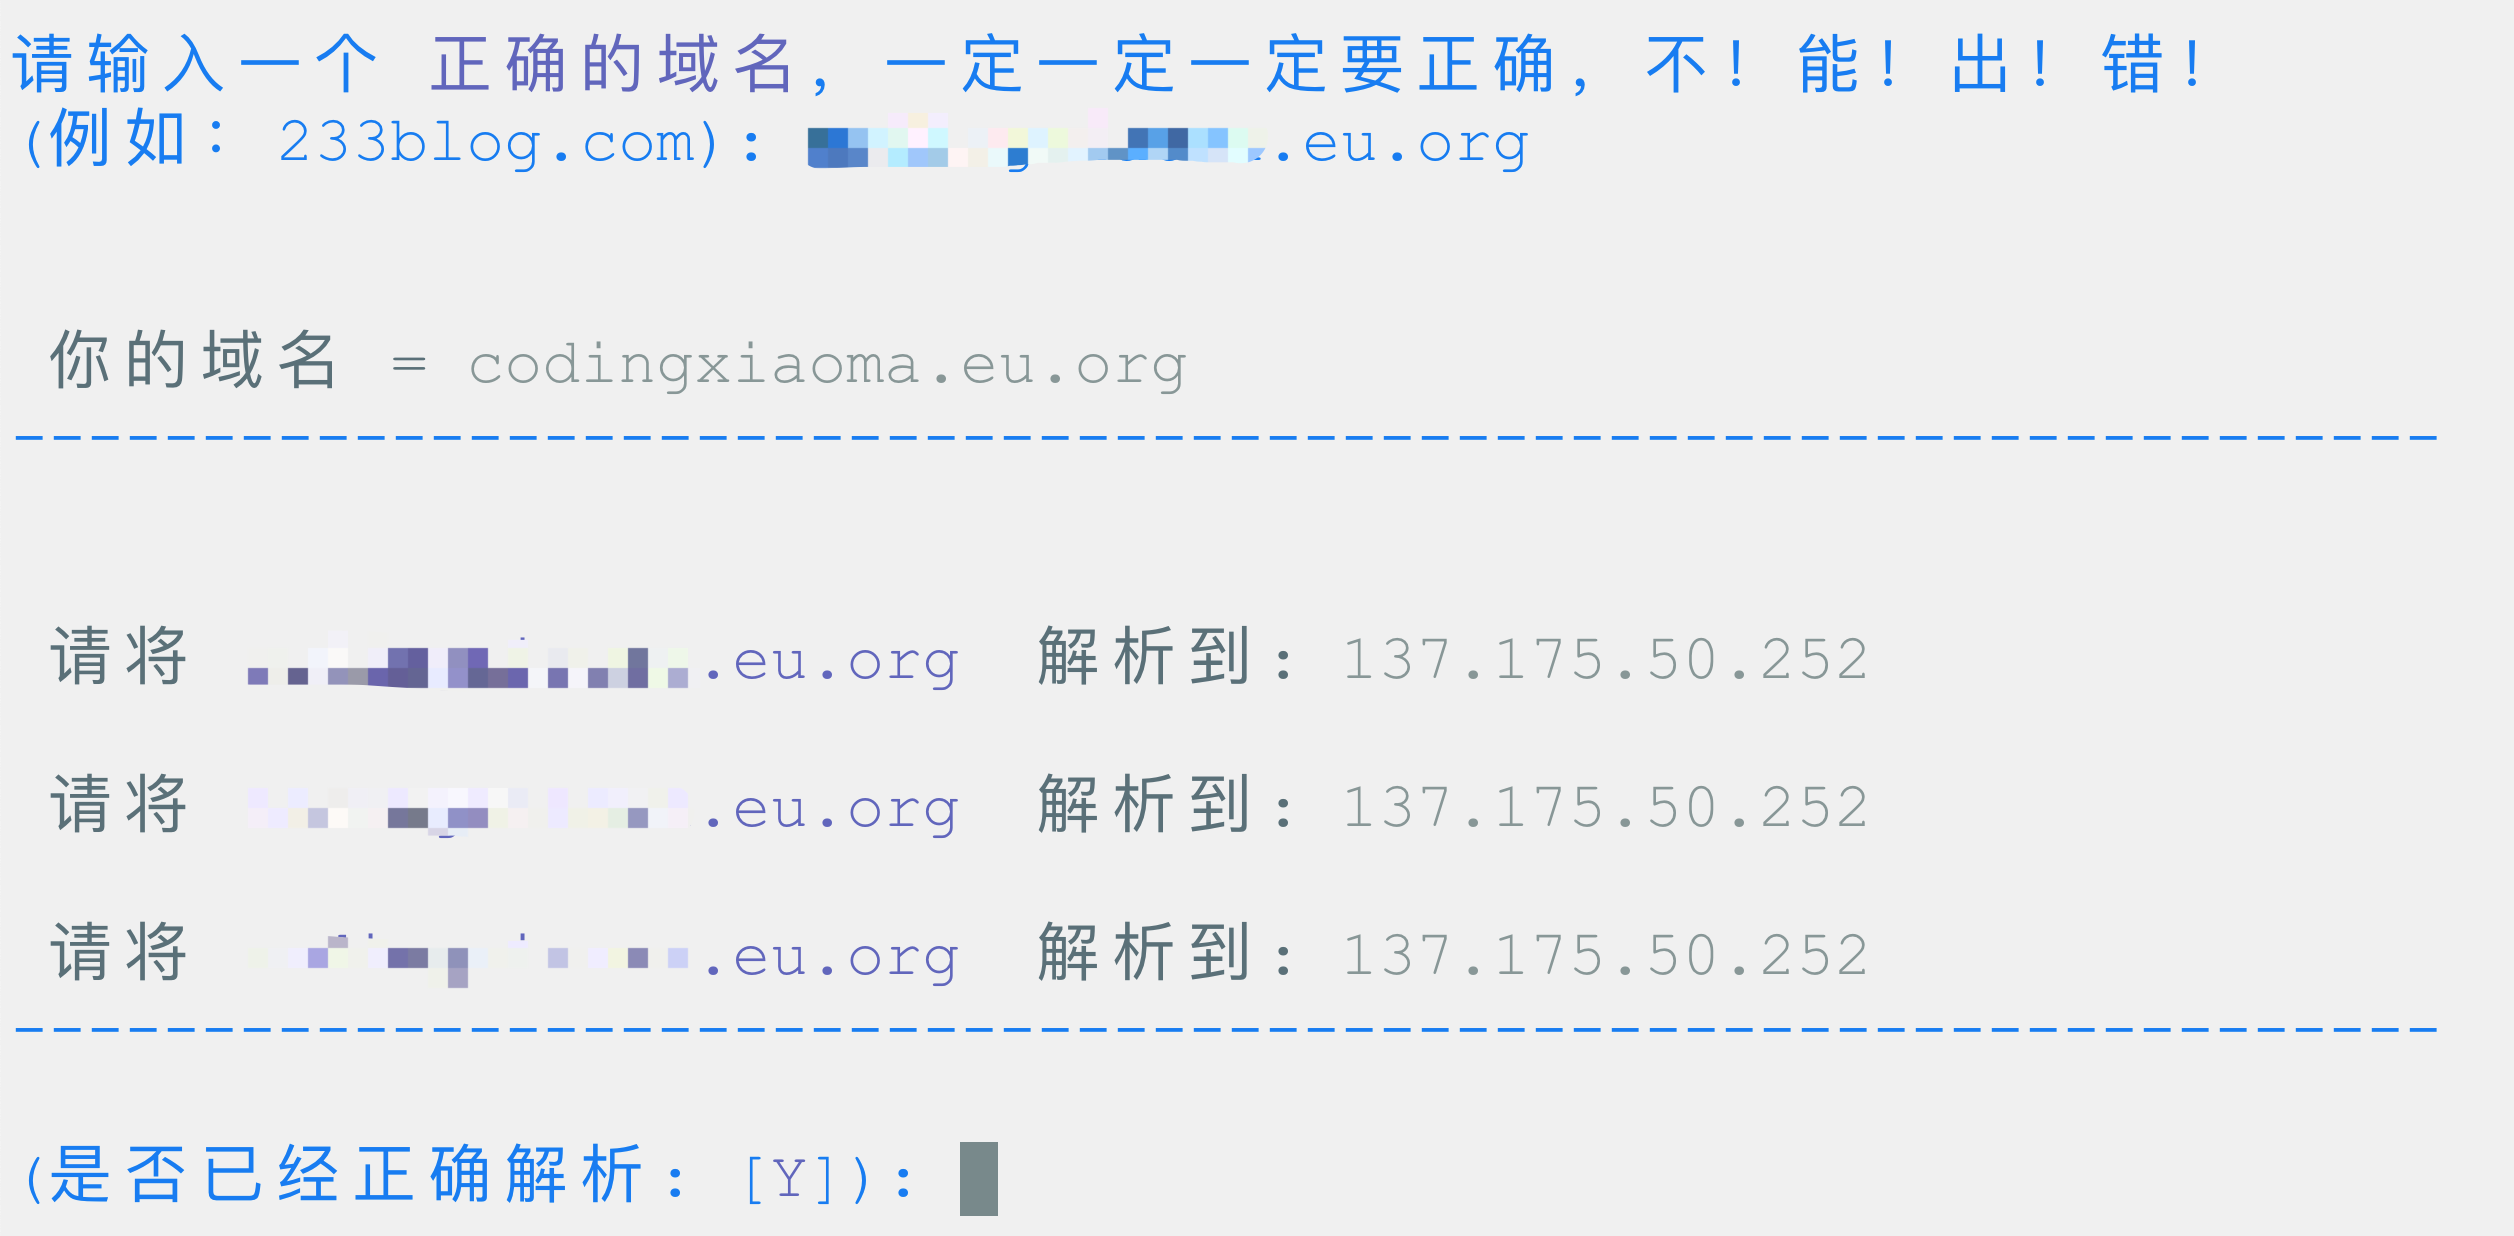 请输入一个 正确的域名, 一定一定一定要正确, 不!能!出!错!
(例如: 233blog.com): .eu.org
你的域名 = codingxiaoma.eu.org
----------------------------------------------------------------
请将 .eu.org 解析到: 137.175.50.252
请将 .eu.org 解析到: 137.175.50.252
请将 .eu.org 解析到: 137.175.50.252
----------------------------------------------------------------
(是否已经正确解析: [Y]):